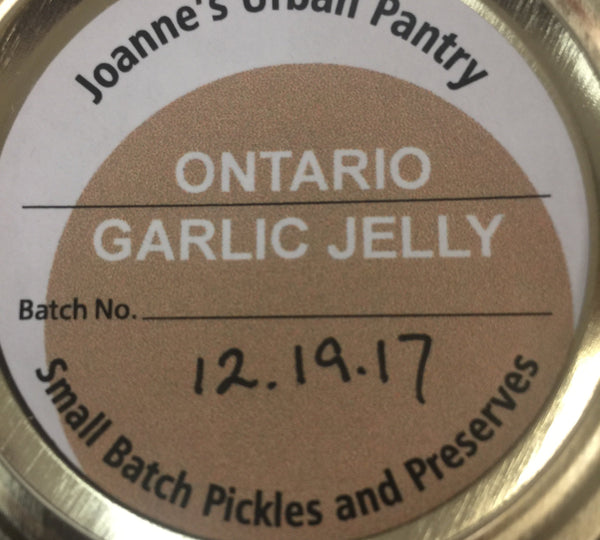 Joanne's Urban Pantry
ONTARIO
GARLIC JELLY
Batch No.
12.19.17
Small Batch Pickles and Preserves